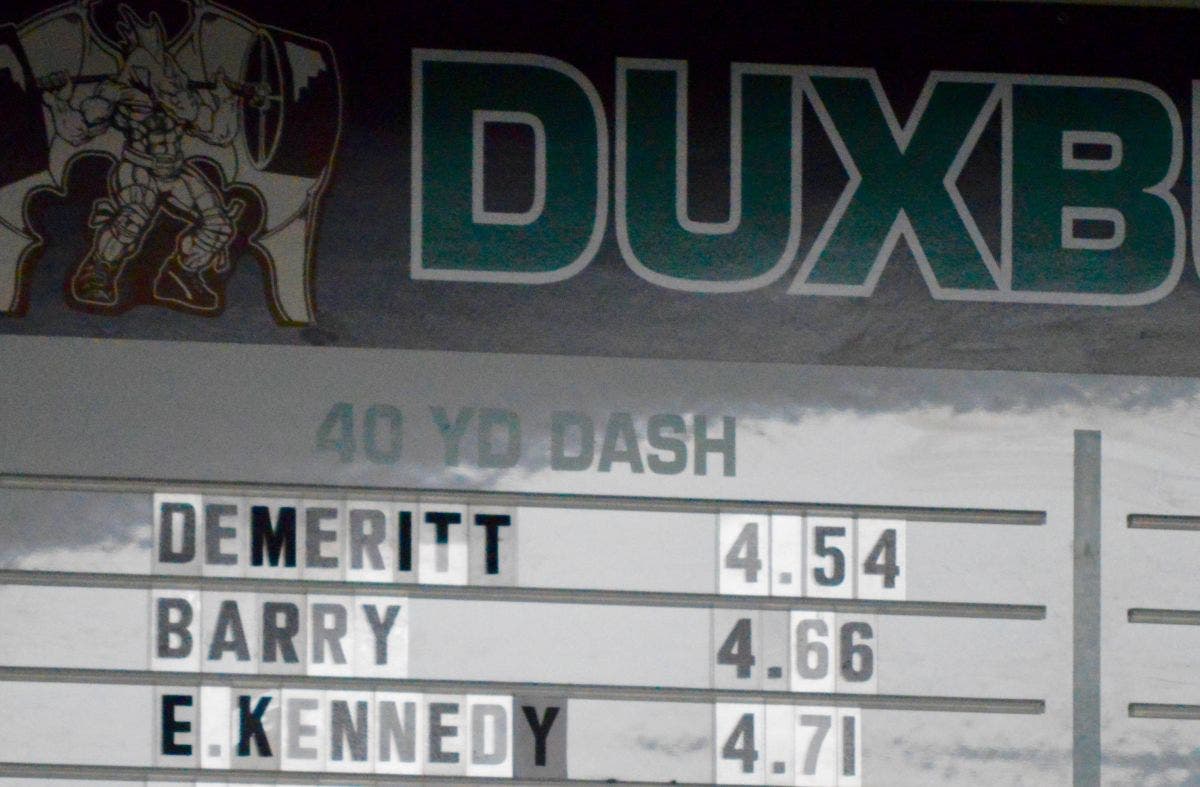 DUXB
40 YD DASH
DEMERITT 4.54
BARRY 4.66
E.KENNEDY 4.71